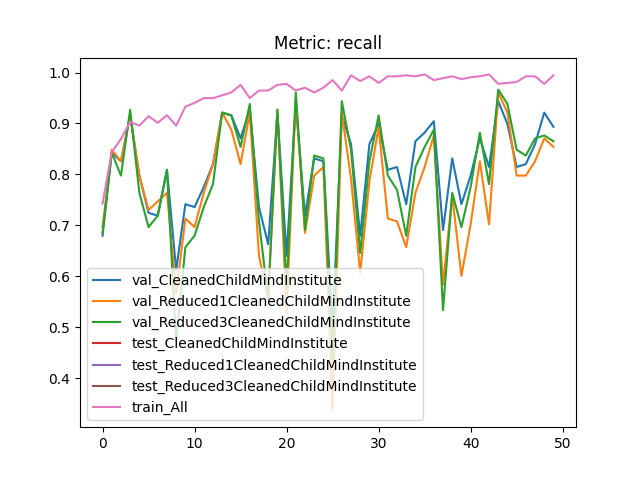 Metric: recall
1.0
0.9
0.8
0.7
0.6
0.5
0.4
val_CleanedChildMindInstitute
val_Reduced1CleanedChildMindInstitute
val_Reduced3CleanedChildMindInstitute
test_CleanedChildMindInstitute
test_Reduced1CleanedChildMindInstitute
test_Reduced3CleanedChildMindInstitute
train_All
0 10 20 30 40 50